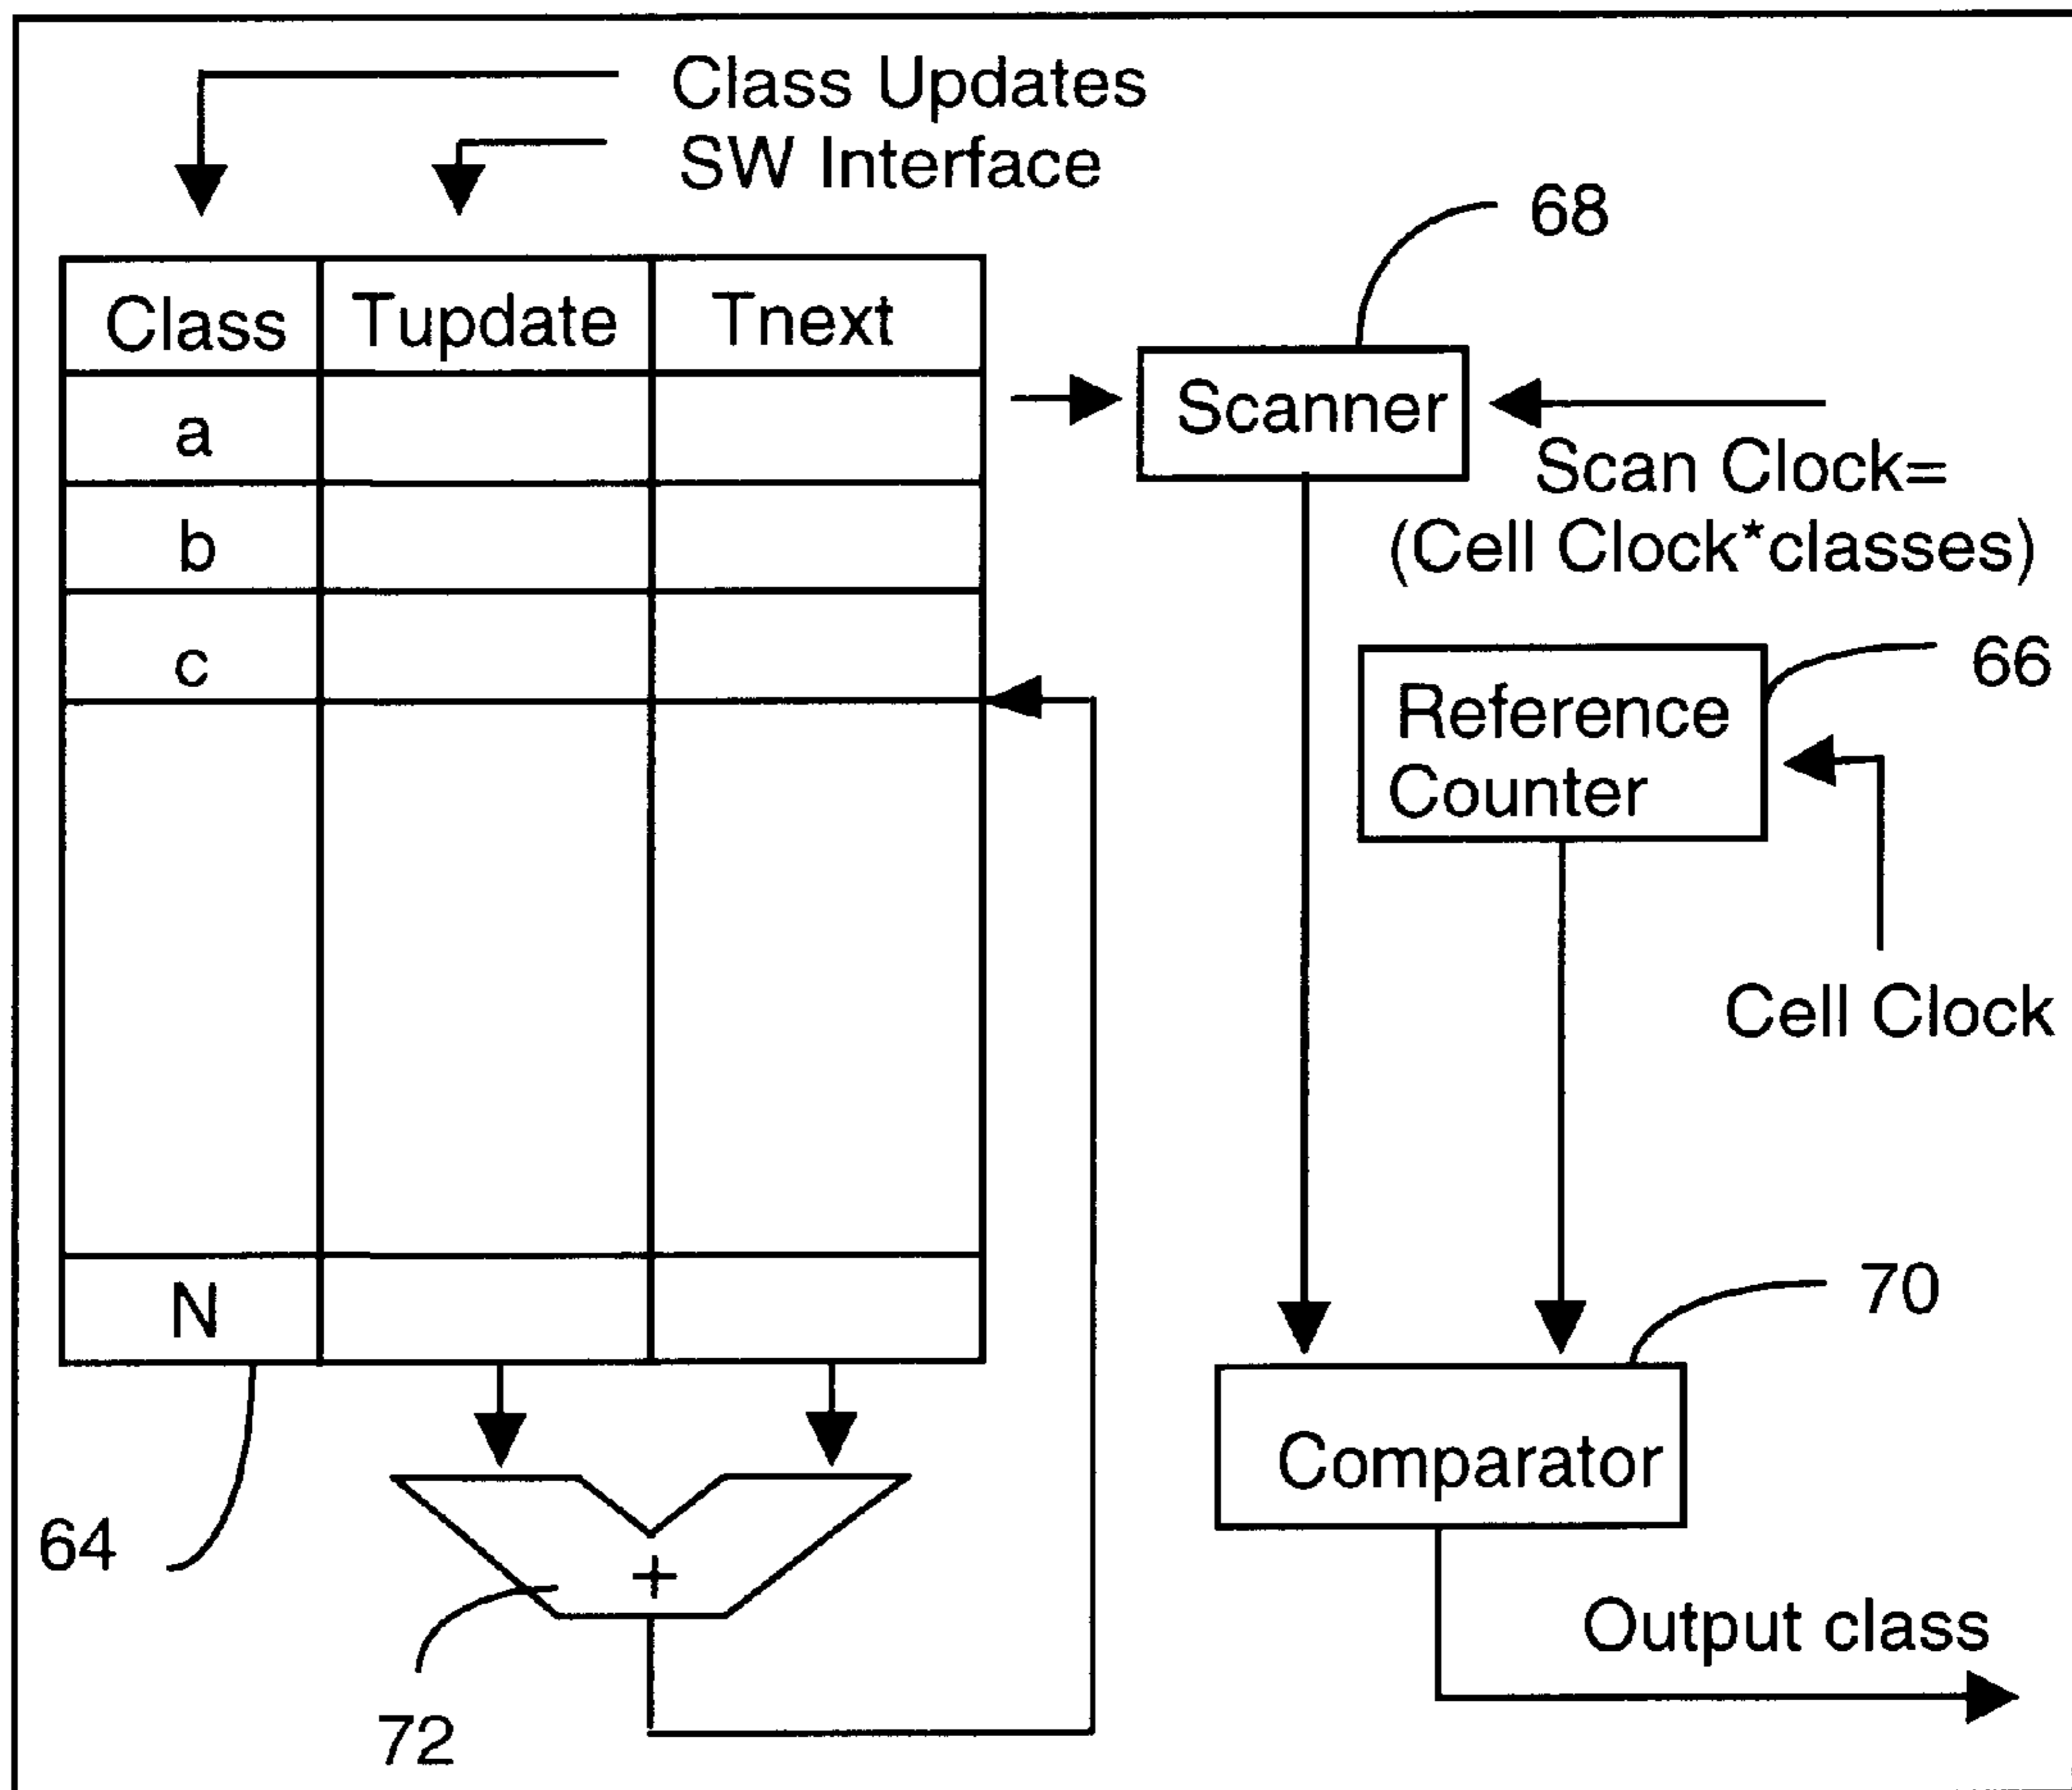 Class Updates
SW Interface
68
Class Tupdate Tnext
a
b
c
N
Scanner
Scan Clock=
(Cell Clock*classes)
66
Reference
Counter
Cell Clock
70
Comparator
Output class
64
+
72